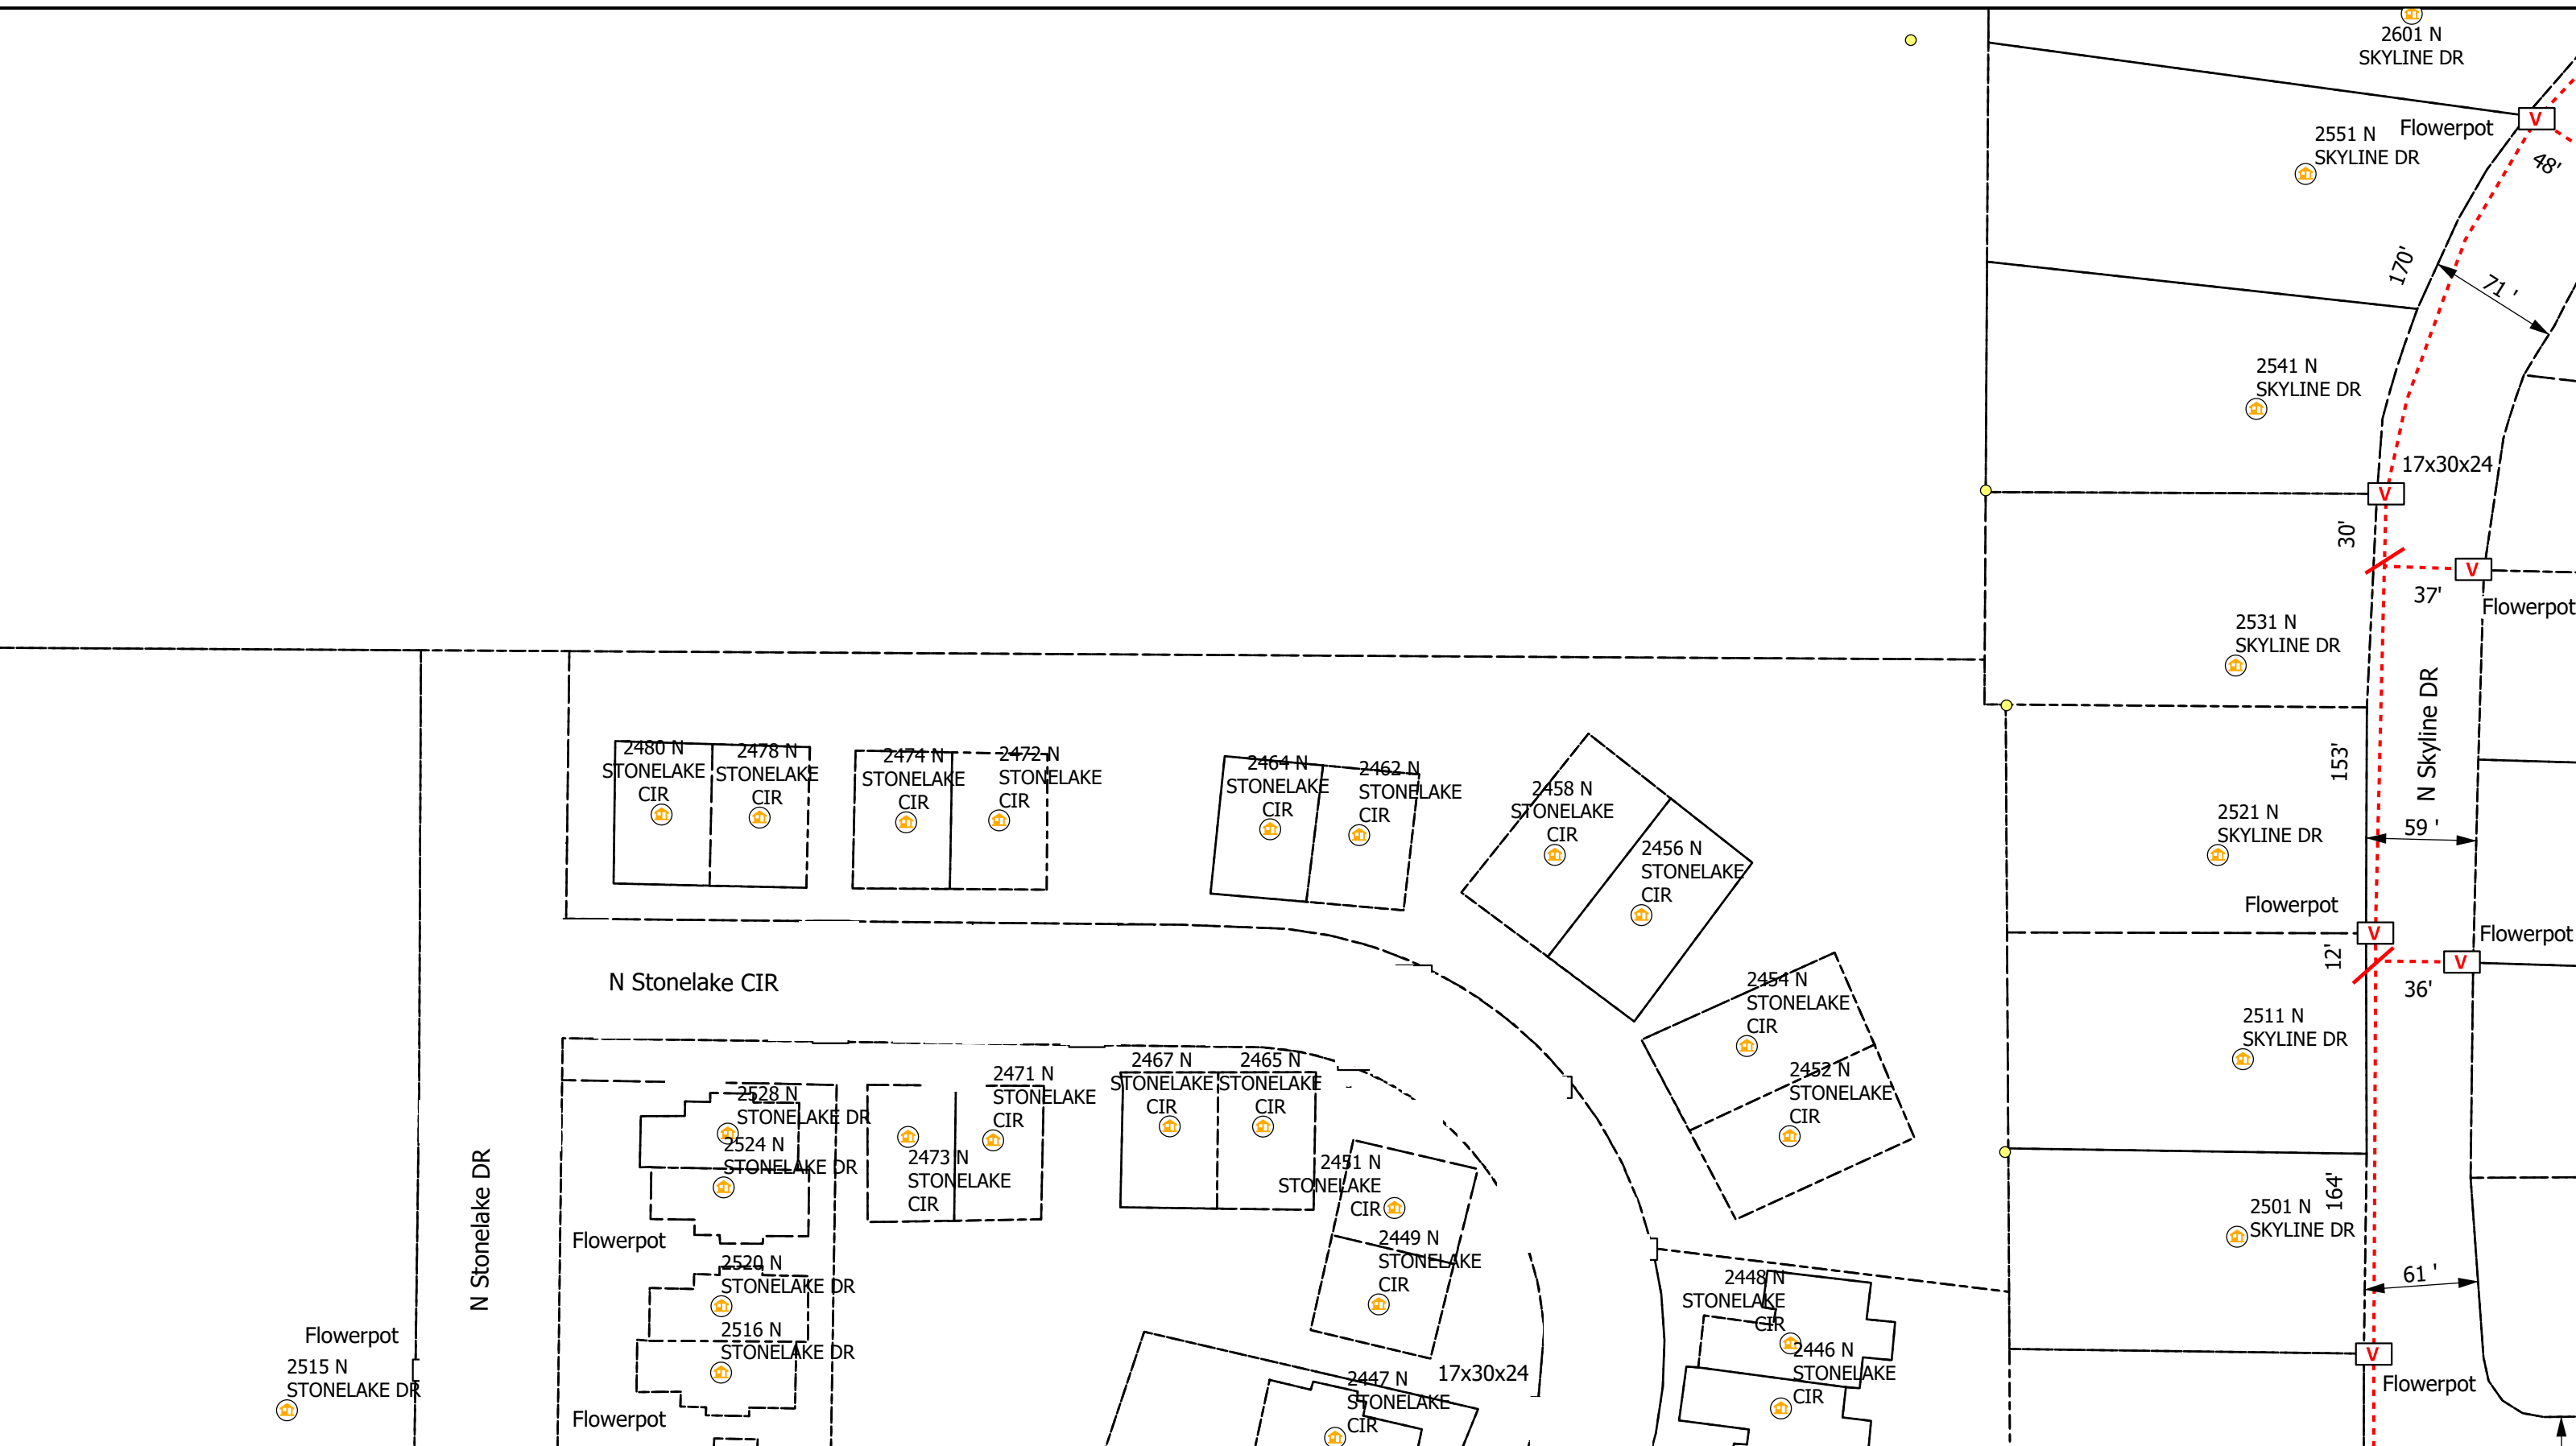 2601 N
SKYLINE DR
2551 N
SKYLINE DR
Flowerpot
V
48'
170'
71 '
2541 N
SKYLINE DR
17x30x24
V
30'
V
37'
Flowerpot
2531 N
SKYLINE DR
N Skyline DR
153'
2521 N
SKYLINE DR
59 '
Flowerpot
V
Flowerpot
12'
V
36'
2511 N
SKYLINE DR
164'
2501 N
SKYLINE DR
61 '
V
Flowerpot
2480 N
STONELAKE
CIR
2478 N
STONELAKE
CIR
2474 N
STONELAKE
CIR
2472 N
STONELAKE
CIR
2464 N
STONELAKE
CIR
2462 N
STONELAKE
CIR
2458 N
STONELAKE
CIR
2456 N
STONELAKE
CIR
2454 N
STONELAKE
CIR
2452 N
STONELAKE
CIR
N Stonelake CIR
2528 N
STONELAKE DR
2524 N
STONELAKE DR
2473 N
STONELAKE
CIR
2471 N
STONELAKE
CIR
2467 N
STONELAKE
CIR
2465 N
STONELAKE
CIR
2451 N
STONELAKE
CIR
2449 N
STONELAKE
CIR
N Stonelake DR
Flowerpot
2520 N
STONELAKE DR
2516 N
STONELAKE DR
Flowerpot
2515 N
STONELAKE DR
Flowerpot
2447 N
STONELAKE
CIR
17x30x24
2448 N
STONELAKE
CIR
2446 N
STONELAKE
CIR